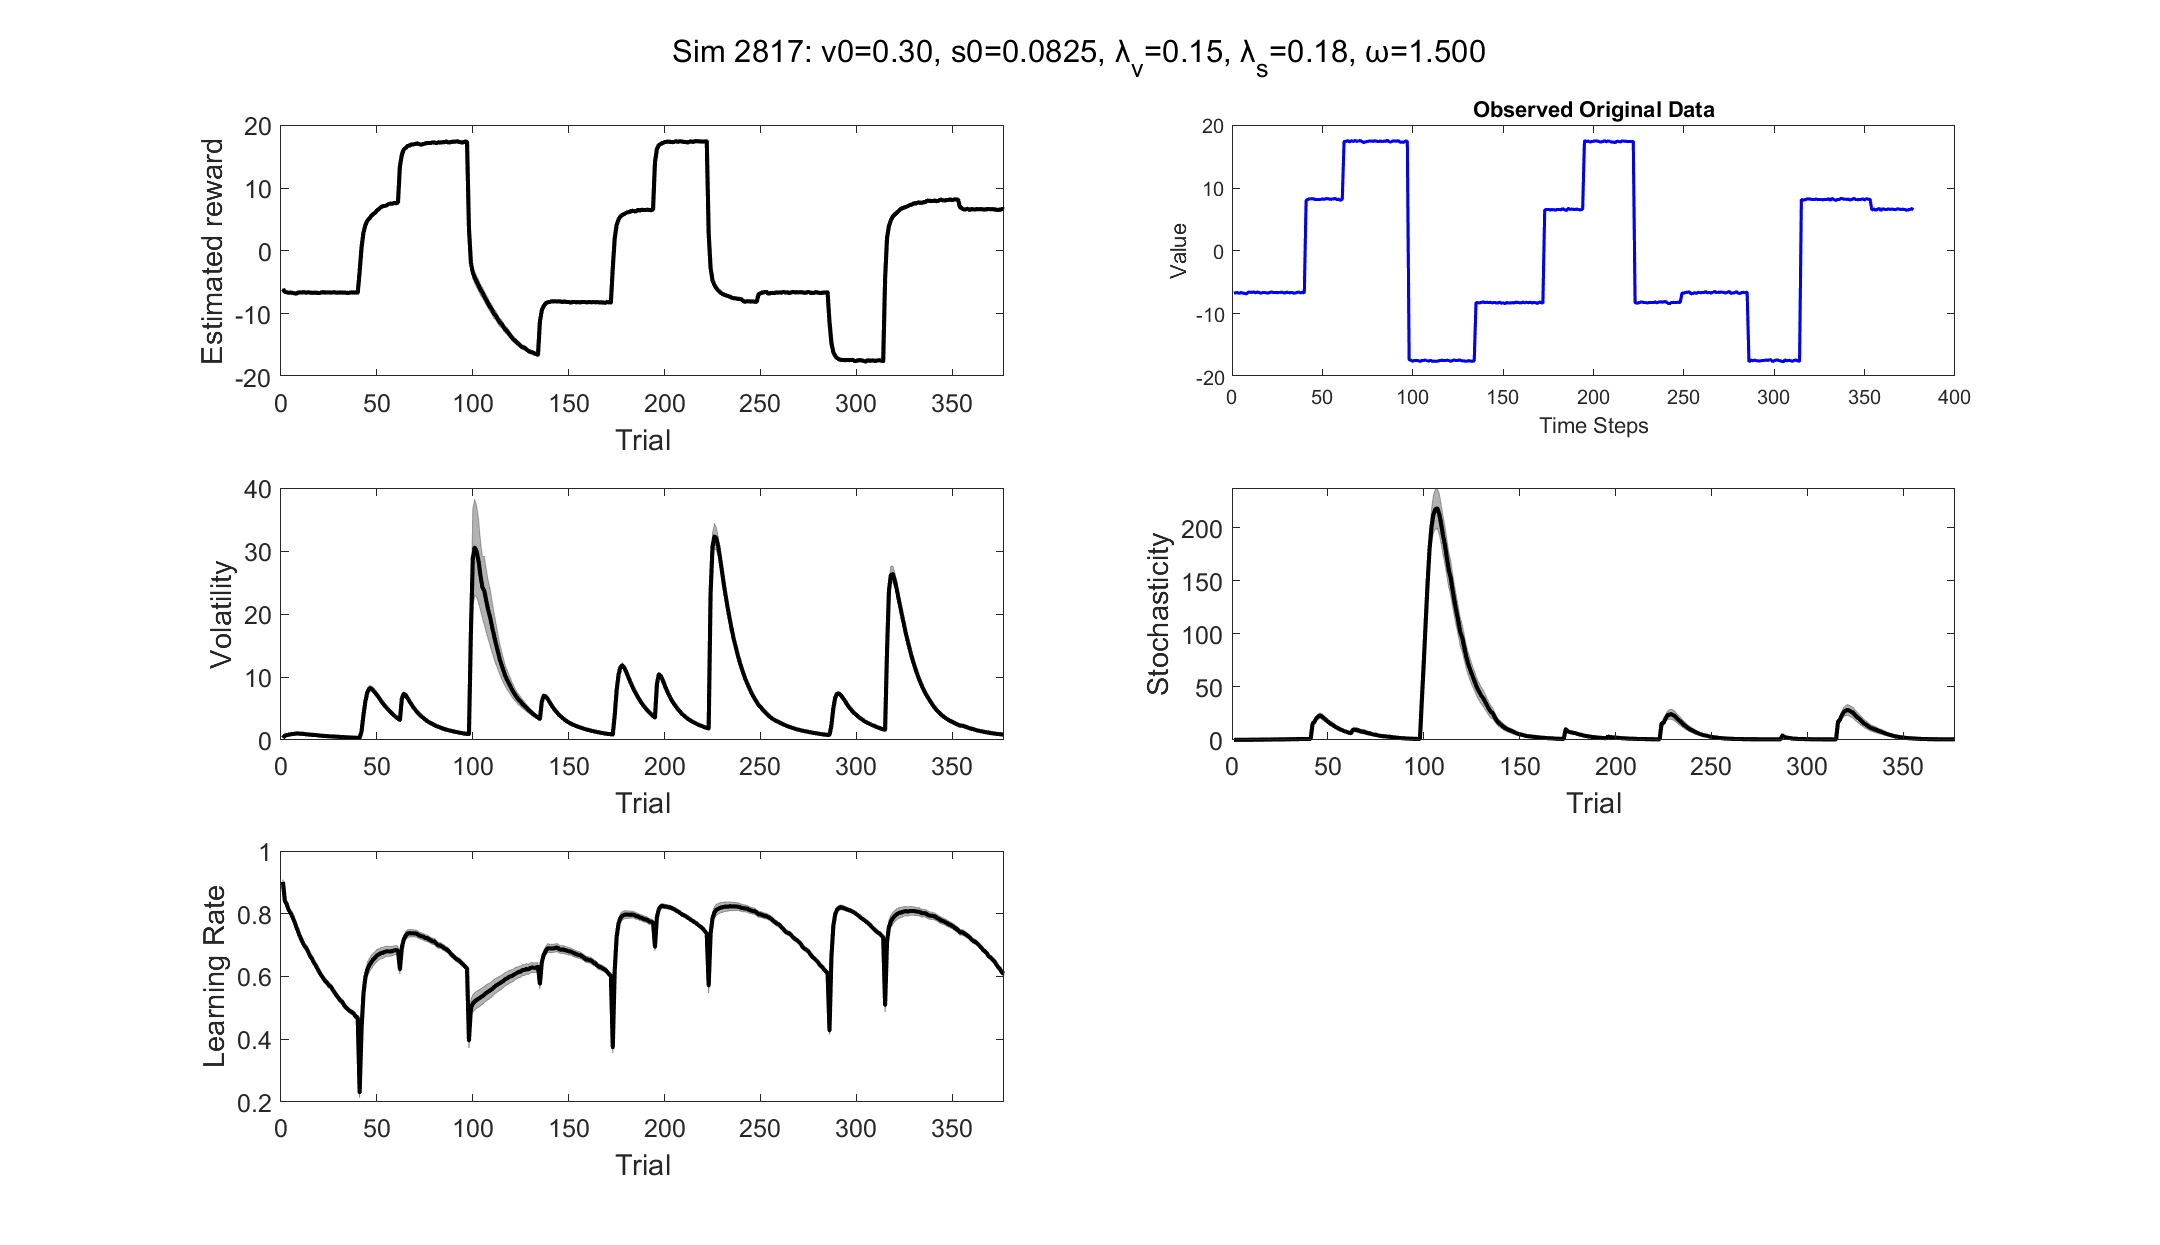 Sim 2817: v0=0.30, s0=0.0825, λv=0.15, λs=0.18, ω=1.500
Estimated reward
20
10
0
-10
-20
0 50 100 150 200 250 300 350
Trial
Observed Original Data
Value
20
10
0
-10
-20
0 50 100 150 200 250 300 350 400
Time Steps
Volatility
40
30
20
10
0
0 50 100 150 200 250 300 350
Trial
Stochasticity
200
150
100
50
0
0 50 100 150 200 250 300 350
Trial
Learning Rate
1
0.8
0.6
0.4
0.2
0 50 100 150 200 250 300 350
Trial